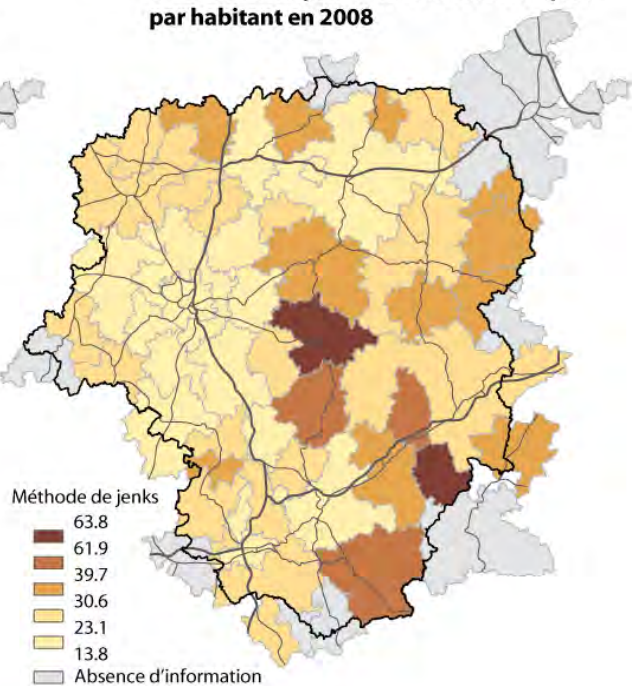 par habitant en 2008
Méthode de jenks
63.8
61.9
39.7
30.6
23.1
13.8
Absence d'information